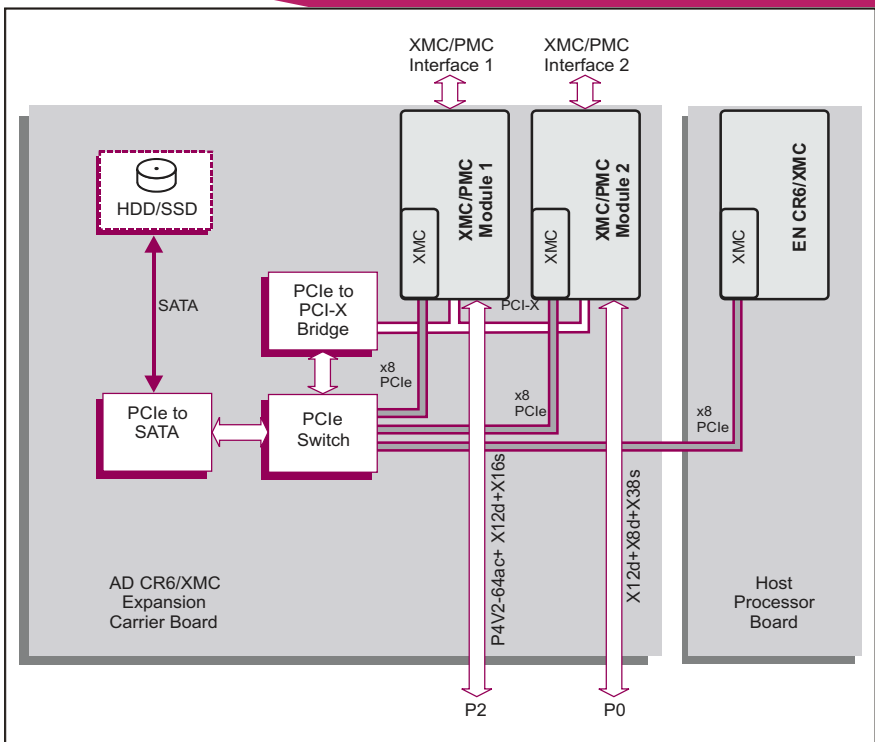 XMC/PMC
Interface 1
XMC/PMC
Interface 2
HDD/SSD
XMC/PMC
Module 1
XMC
XMC/PMC
Module 2
XMC
EN CR6/XMC
XMC
SATA
PCIe to
PCI-X
Bridge
PCI-X
x8
PCIe
x8
PCIe
x8
PCIe
PCIe to
SATA
PCIe
Switch
P4V2-64ac+ X12d+X16s
X12d+X8d+X38s
AD CR6/XMC
Expansion
Carrier Board
Host
Processor
Board
P2
P0